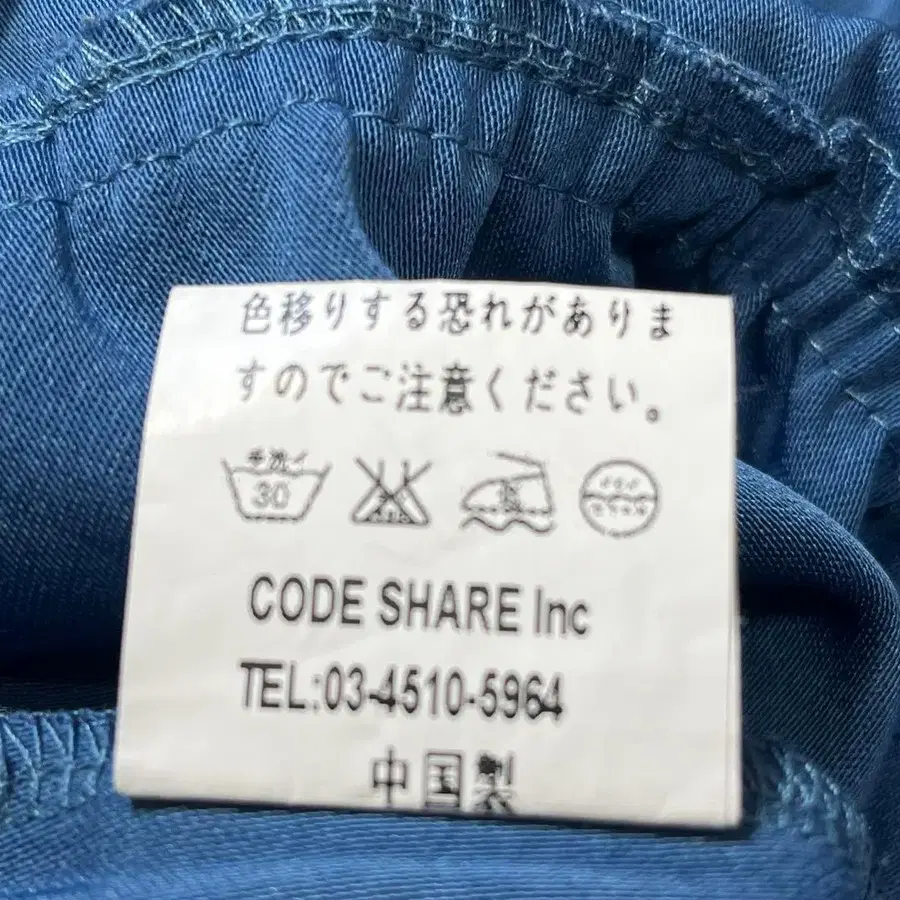 色移りする恐れがありま
すのでご注意ください。
手洗イ
30
CODE SHARE Inc
TEL:03-4510-5964
中国製